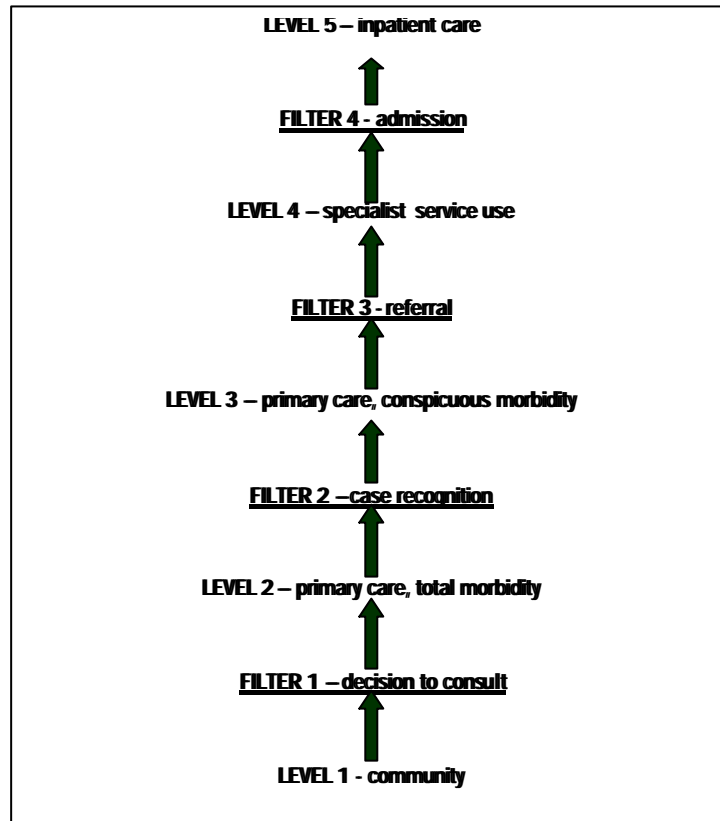 LEVEL 5 – inpatient care
FILTER 4 - admission
LEVEL 4 – specialist service use
FILTER 3 - referral
LEVEL 3 – primary care, conspicuous morbidity
FILTER 2 – case recognition
LEVEL 2 – primary care, total morbidity
FILTER 1 – decision to consult
LEVEL 1 - community